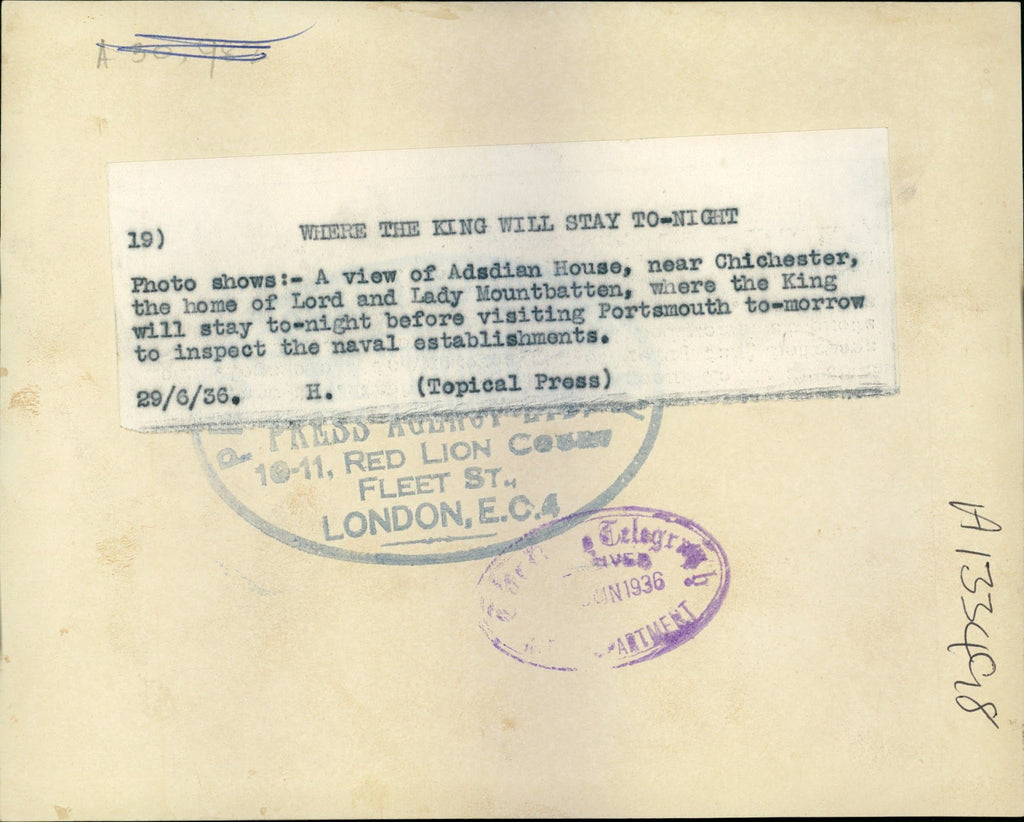 19) WHERE THE KING WILL STAY TO-NIGHT
Photo shows:- A view of Adsdian House, near Chichester,
the home of Lord and Lady Mountbatten, where the King
will stay to-night before visiting Portsmouth to-morrow
to inspect the naval establishments.
29/6/36. H. (Topical Press)
PRESS AGENCY
10-11, RED LION COURT
FLEET ST.,
LONDON, E.C.4
Telegraph
1936